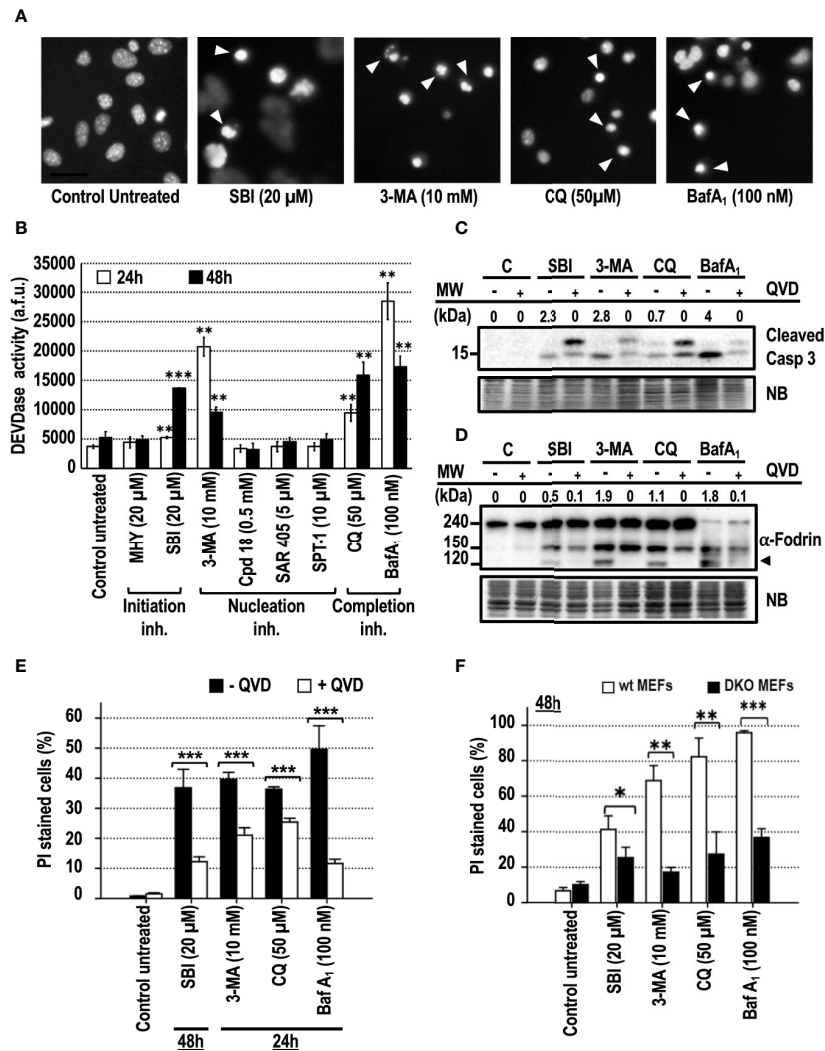 A
Control Untreated
SBI (20 µM)
3-MA (10 mM)
CQ (50µM)
BafA₁ (100 nM)
B
DEVDase activity (a.f.u.)
35000
30000
25000
20000
15000
10000
5000
0
24h
48h
** *** ** ** ** ** ** **
Control untreated
MHY (20 µM)
SBI (20 µM)
3-MA (10 mM)
Cpd 18 (0.5 mM)
SAR 405 (5 µM)
SPT-1 (10 µM)
CQ (50 µM)
BafA₁ (100 nM)
Initiation inh.
Nucleation inh.
Completion inh.
C
C SBI 3-MA CQ BafA₁
MW - + - + - + - + - + QVD
(kDa) 0 0 2.3 0 2.8 0 0.7 0 4 0
15
Cleaved Casp 3
NB
D
C SBI 3-MA CQ BafA₁
MW - + - + - + - + - + QVD
(kDa) 0 0 0.5 0.1 1.9 0 1.1 0 1.8 0.1
240
150
120
α-Fodrin
NB
E
PI stained cells (%)
60
50
40
30
20
10
0
- QVD
+ QVD
*** *** *** ***
Control untreated
SBI (20 µM)
3-MA (10 mM)
CQ (50 µM)
Baf A₁ (100 nM)
48h
24h
F
48h
wt MEFs
DKO MEFs
PI stained cells (%)
100
80
60
40
20
0
* ** ** ***
Control untreated
SBI (20 µM)
3-MA (10 mM)
CQ (50 µM)
Baf A₁ (100 nM)